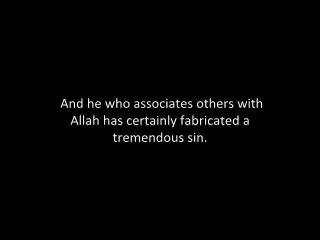 And he who associates others with
Allah has certainly fabricated a
tremendous sin.